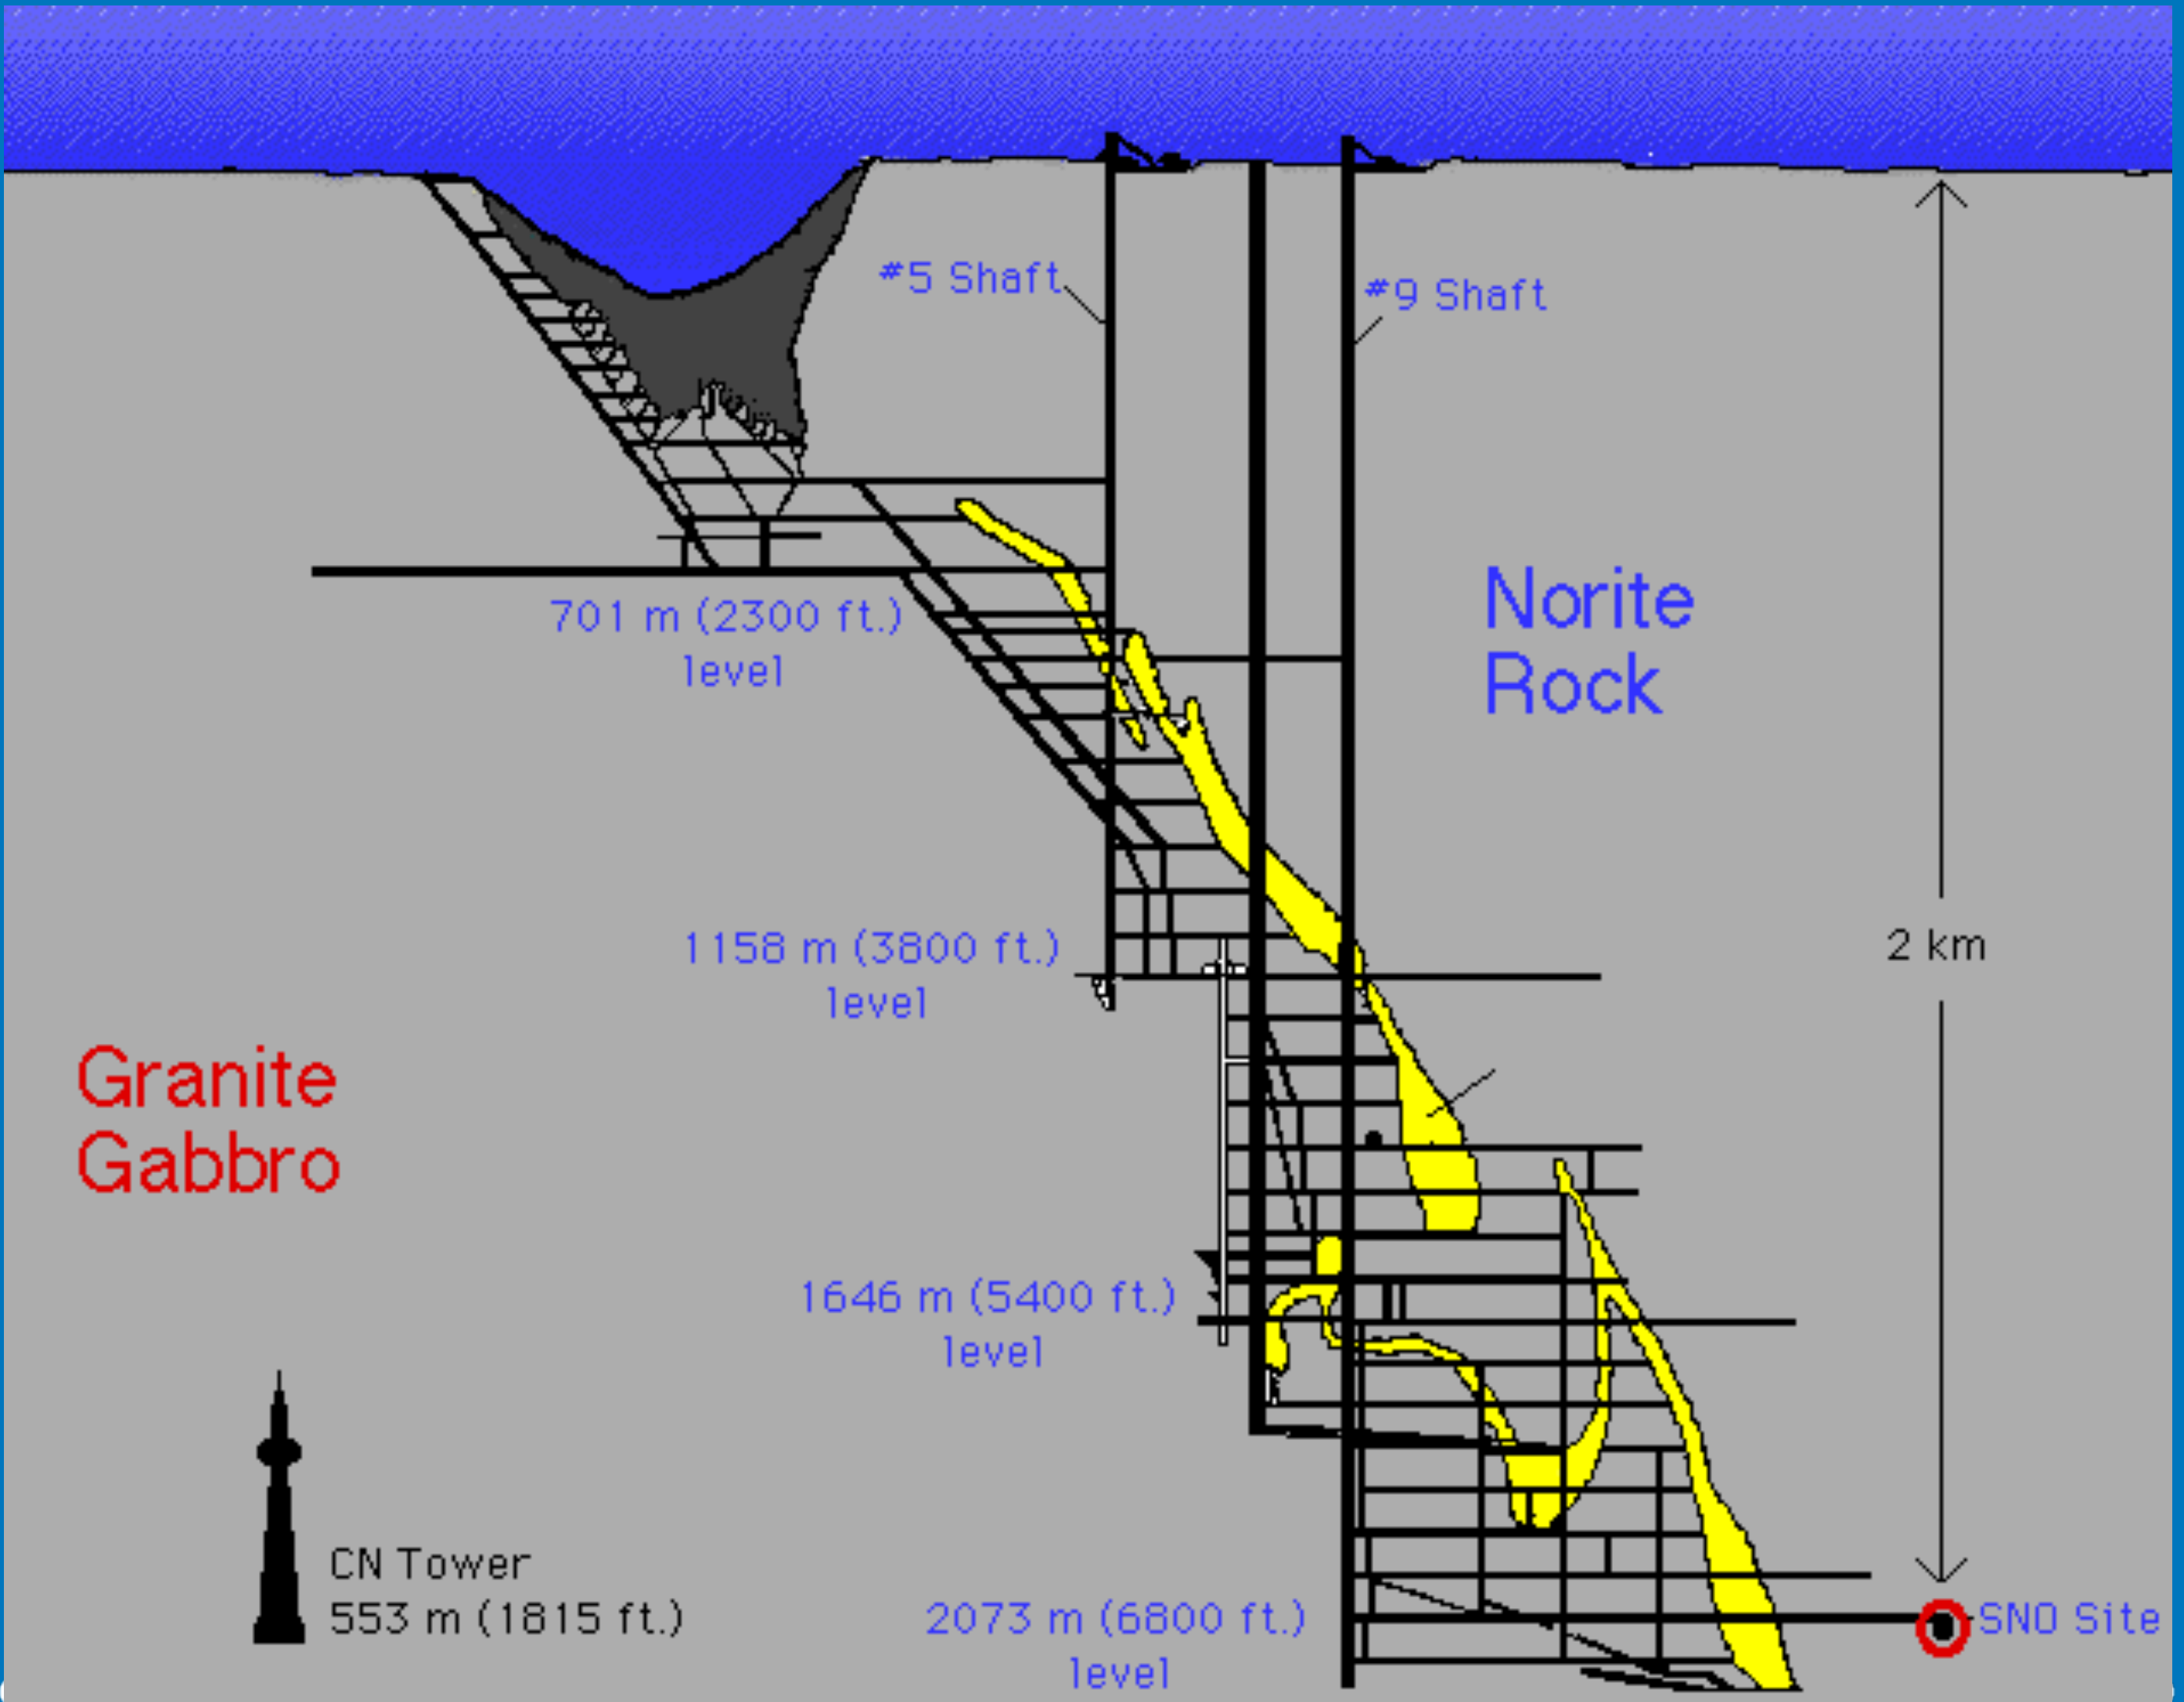 #5 Shaft
#9 Shaft
701 m (2300 ft.)
level
Norite
Rock
1158 m (3800 ft.)
level
2 km
Granite
Gabbro
1646 m (5400 ft.)
level
CN Tower
553 m (1815 ft.)
2073 m (6800 ft.)
level
SNO Site